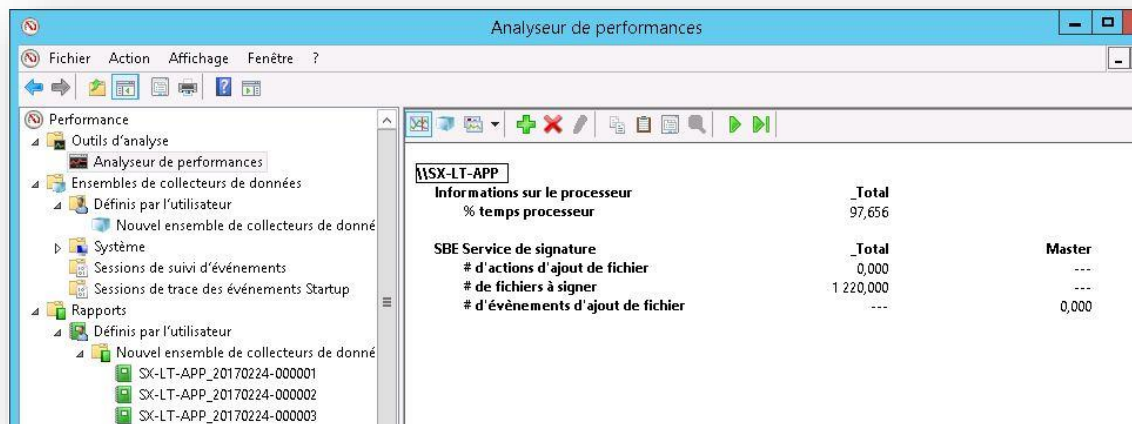 Analyseur de performances
Fichier Action Affichage Fenêtre ?
Performance
Outils d'analyse
Analyseur de performances
Ensembles de collecteurs de données
Définis par l'utilisateur
Nouvel ensemble de collecteurs de donné
Système
Sessions de suivi d'événements
Sessions de trace des événements Startup
Rapports
Définis par l'utilisateur
Nouvel ensemble de collecteurs de donné
SX-LT-APP_20170224-000001
SX-LT-APP_20170224-000002
SX-LT-APP_20170224-000003
\\SX-LT-APP
Informations sur le processeur _Total
% temps processeur 97,656
SBE Service de signature _Total Master
# d'actions d'ajout de fichier 0,000 ---
# de fichiers à signer 1 220,000 ---
# d'évènements d'ajout de fichier --- 0,000